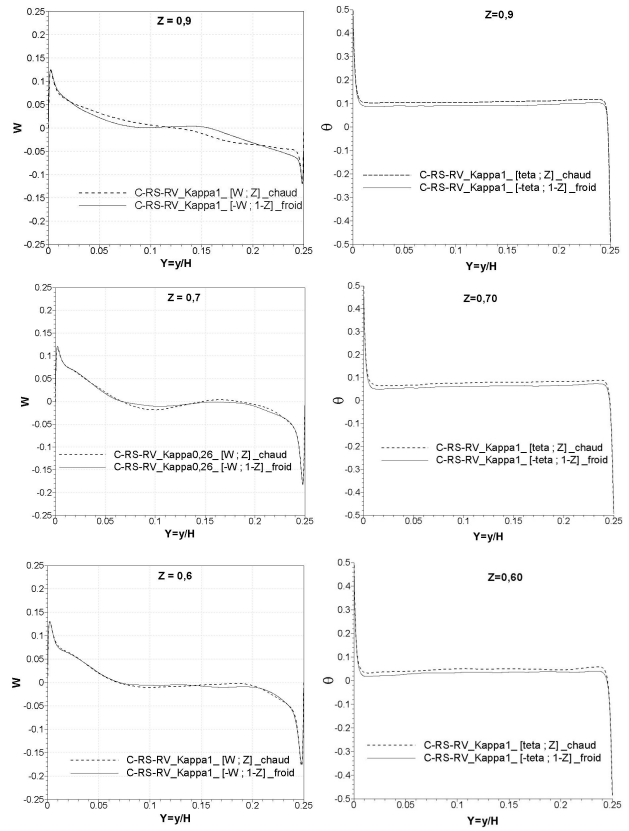 Z = 0,9
0.25
0.2
0.15
0.1
0.05
0
-0.05
-0.1
-0.15
-0.2
-0.25
W
C-RS-RV_Kappa1_ [W ; Z] _chaud
C-RS-RV_Kappa1_ [-W ; 1-Z] _froid
0 0.05 0.1 0.15 0.2 0.25
Y=y/H
Z=0,9
0.5
0.4
0.3
0.2
0.1
0
-0.1
-0.2
-0.3
-0.4
-0.5
θ
C-RS-RV_Kappa1_ [teta ; Z] _chaud
C-RS-RV_Kappa1_ [-teta ; 1-Z] _froid
0 0.05 0.1 0.15 0.2 0.25
Y=y/H
Z = 0,7
0.25
0.2
0.15
0.1
0.05
0
-0.05
-0.1
-0.15
-0.2
-0.25
W
C-RS-RV_Kappa0,26_ [W ; Z] _chaud
C-RS-RV_Kappa0,26_ [-W ; 1-Z] _froid
0 0.05 0.1 0.15 0.2 0.25
Y=y/H
Z=0,70
0.5
0.4
0.3
0.2
0.1
0
-0.1
-0.2
-0.3
-0.4
-0.5
θ
C-RS-RV_Kappa1_ [teta ; Z] _chaud
C-RS-RV_Kappa1_ [-teta ; 1-Z] _froid
0 0.05 0.1 0.15 0.2 0.25
Y=y/H
Z = 0,6
0.25
0.2
0.15
0.1
0.05
0
-0.05
-0.1
-0.15
-0.2
-0.25
W
C-RS-RV_Kappa1_ [W ; Z] _chaud
C-RS-RV_Kappa1_ [-W ; 1-Z] _froid
0 0.05 0.1 0.15 0.2 0.25
Y=y/H
Z=0,60
0.5
0.4
0.3
0.2
0.1
0
-0.1
-0.2
-0.3
-0.4
-0.5
θ
C-RS-RV_Kappa1_ [teta ; Z] _chaud
C-RS-RV_Kappa1_ [-teta ; 1-Z] _froid
0 0.05 0.1 0.15 0.2 0.25
Y=y/H